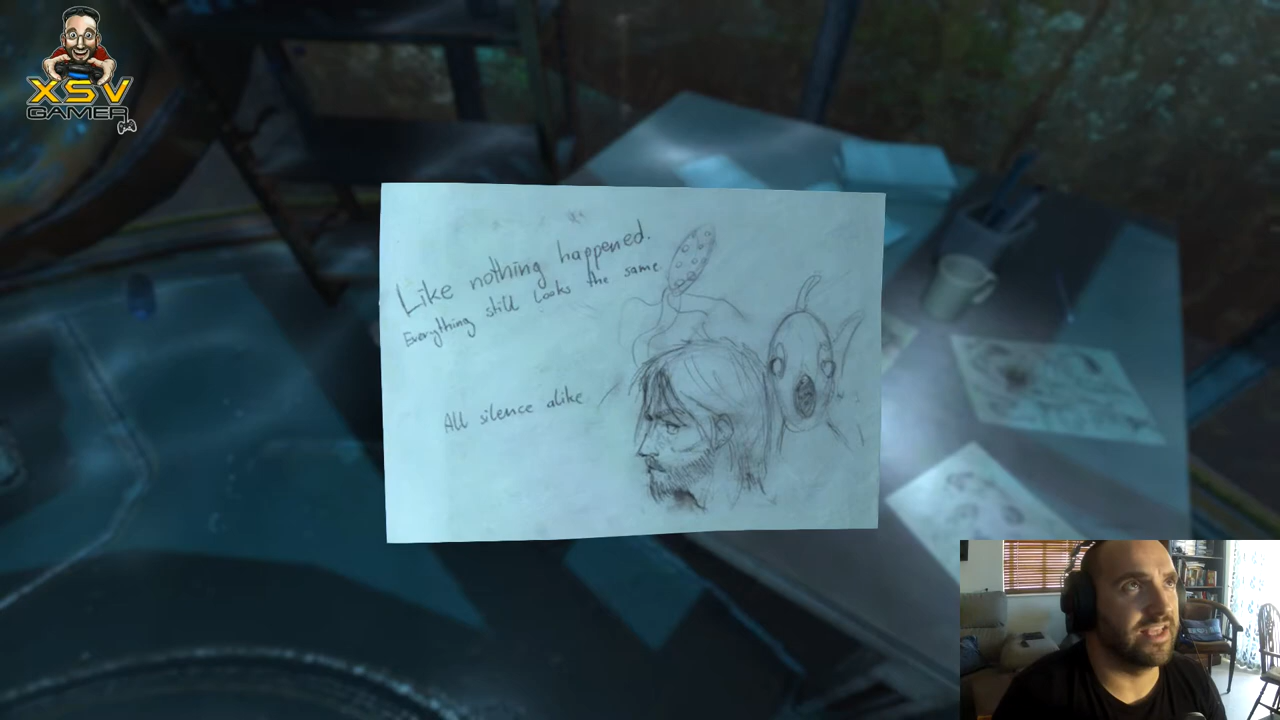 XSV
GAMER
Like nothing happened.
Everything still looks the same
All silence alike